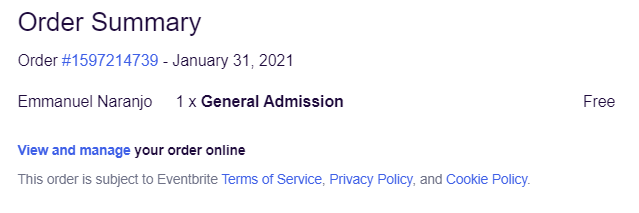 Order Summary
Order #1597214739 - January 31, 2021
Emmanuel Naranjo 1 x General Admission Free
View and manage your order online
This order is subject to Eventbrite Terms of Service, Privacy Policy, and Cookie Policy.